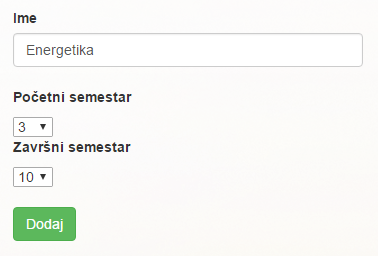 Ime
Energetika
Početni semestar
3
Završni semestar
10
Dodaj